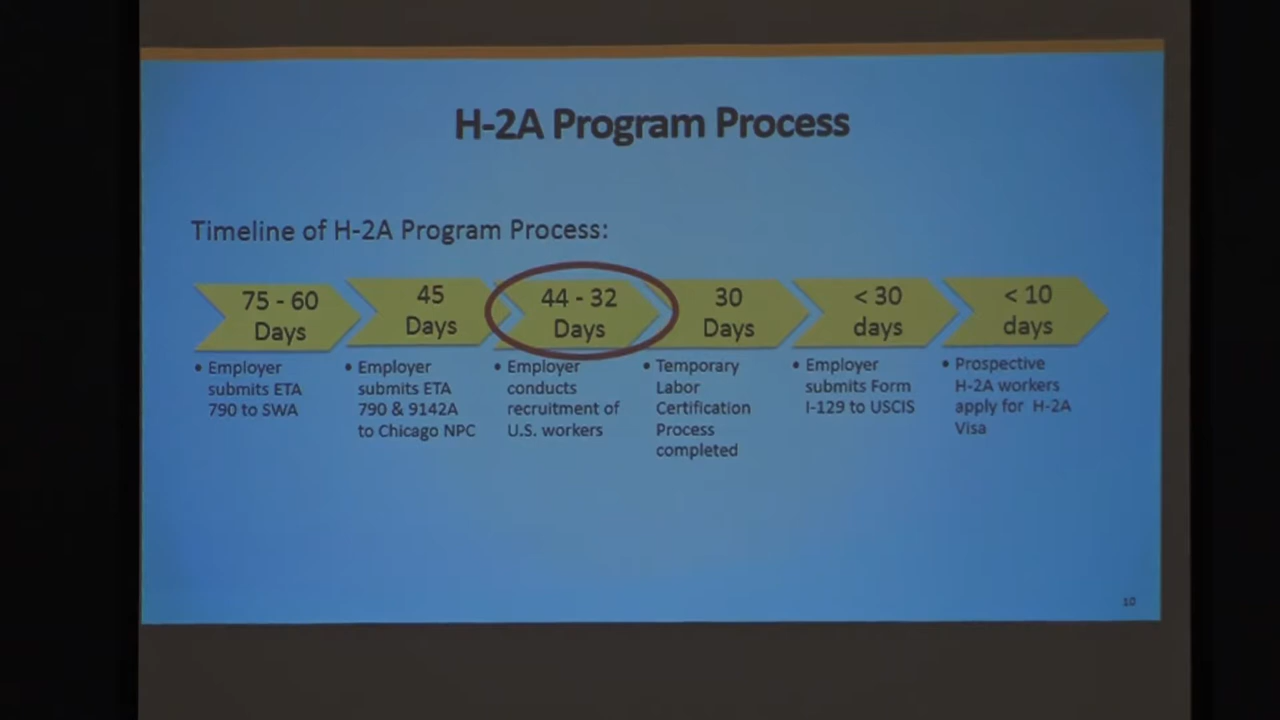 H-2A Program Process
Timeline of H-2A Program Process:
75 - 60
Days
45
Days
44 - 32
Days
30
Days
< 30
days
< 10
days
• Employer
submits ETA
790 to SWA
• Employer
submits ETA
790 & 9142A
to Chicago NPC
• Employer
conducts
recruitment of
U.S. workers
• Temporary
Labor
Certification
Process
completed
• Employer
submits Form
I-129 to USCIS
• Prospective
H-2A workers
apply for H-2A
Visa
10